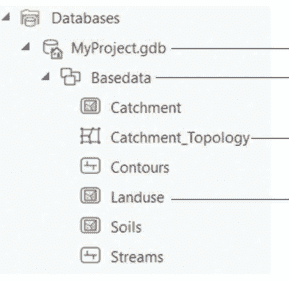 Databases
MyProject.gdb
Basedata
Catchment
Catchment_Topology
Contours
Landuse
Soils
Streams